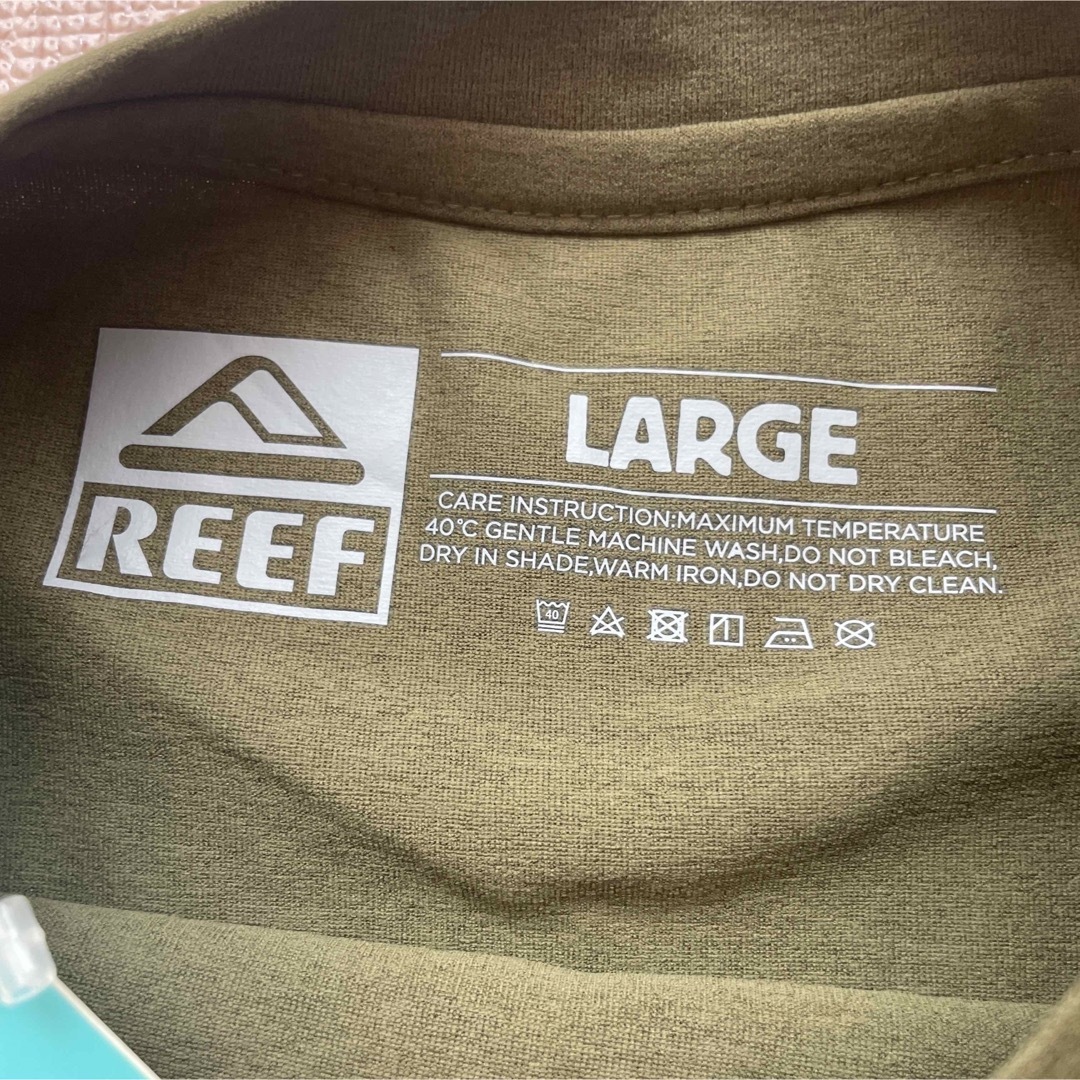 REEF
LARGE
CARE INSTRUCTION:MAXIMUM TEMPERATURE
40°C GENTLE MACHINE WASH,DO NOT BLEACH,
DRY IN SHADE,WARM IRON,DO NOT DRY CLEAN.
40